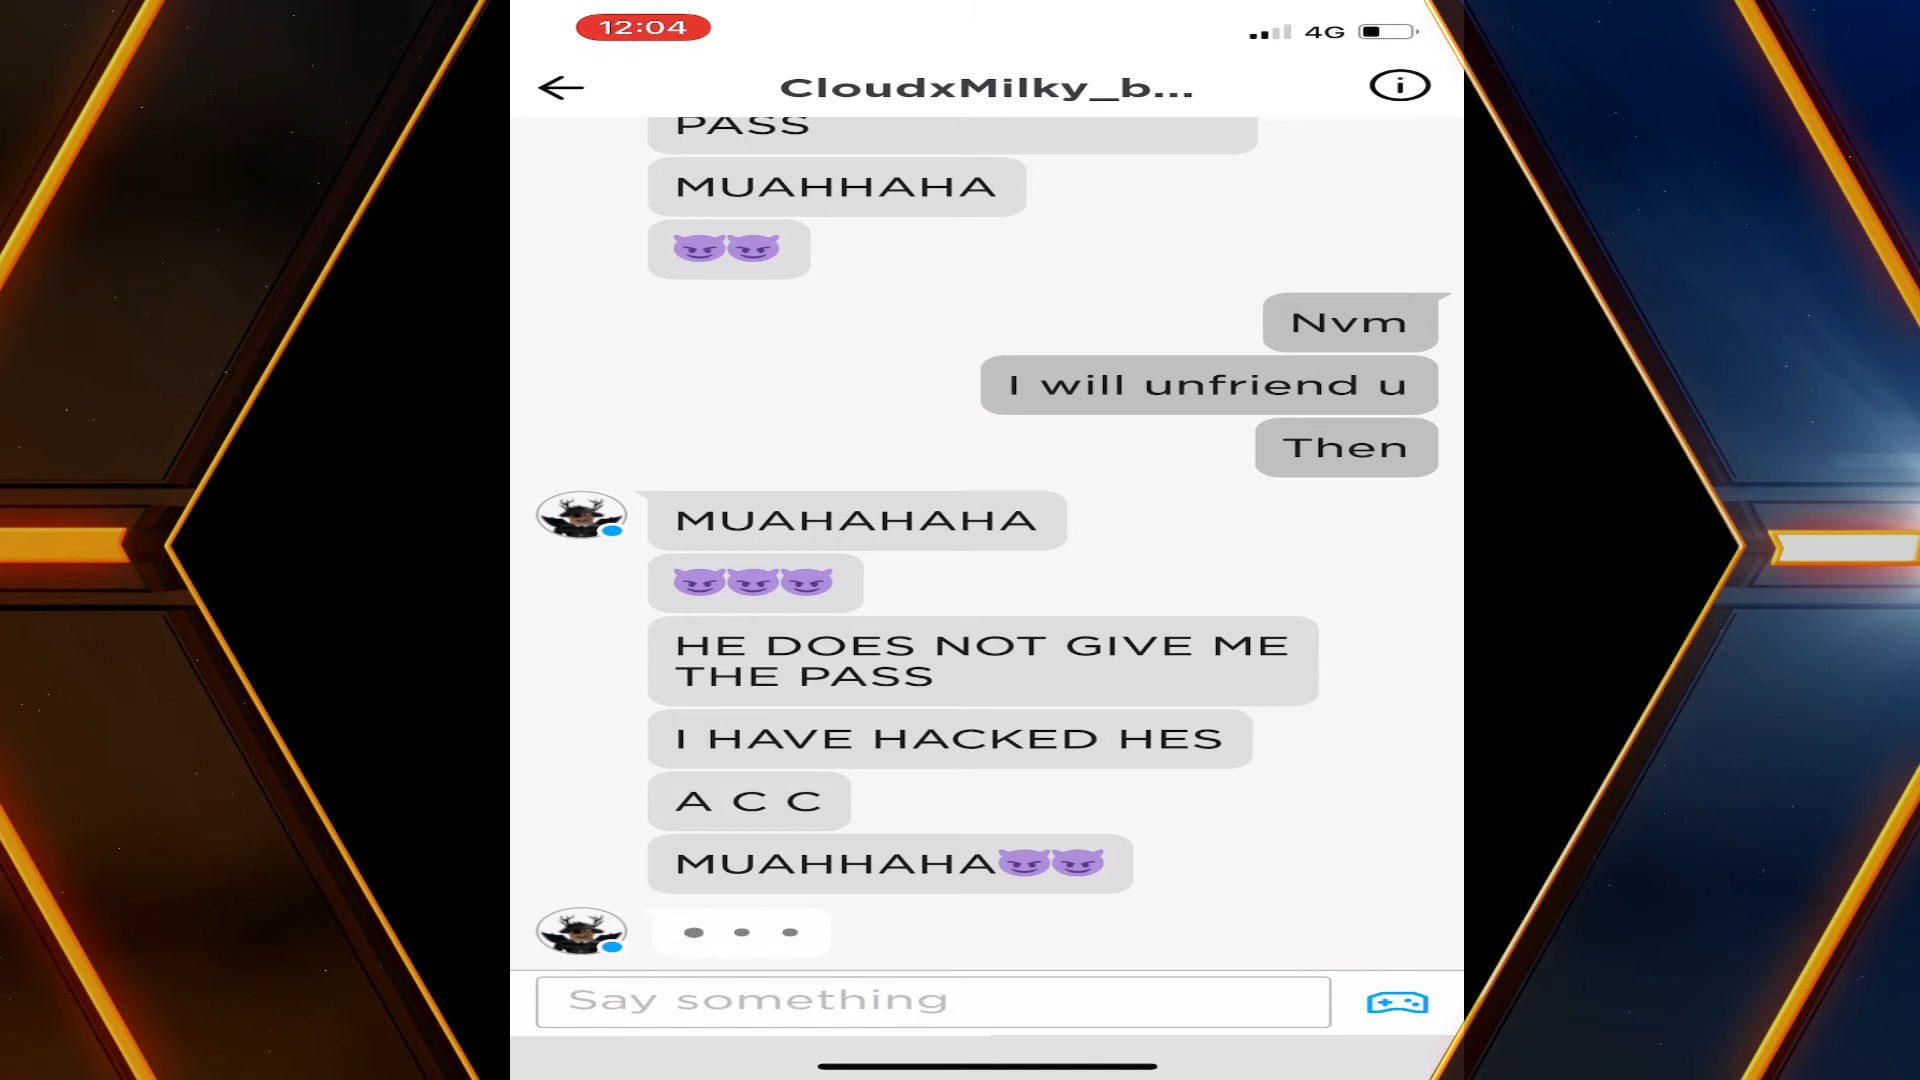 12:04
4G
CloudxMilky_b...
PASS
MUAHHAHA
😈😈
Nvm
I will unfriend u
Then
MUAHAHAHA
😈😈😈
HE DOES NOT GIVE ME
THE PASS
I HAVE HACKED HES
A C C
MUAHHAHA😈😈
Say something